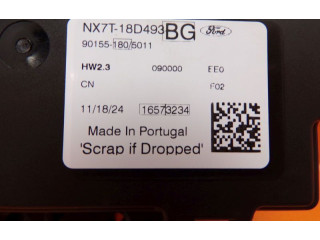 NX7T-18D493 BG Ford
90155-180/5011
HW2.3 090000 EE0
CN F02
11/18/24 16573234
Made In Portugal
'Scrap if Dropped'